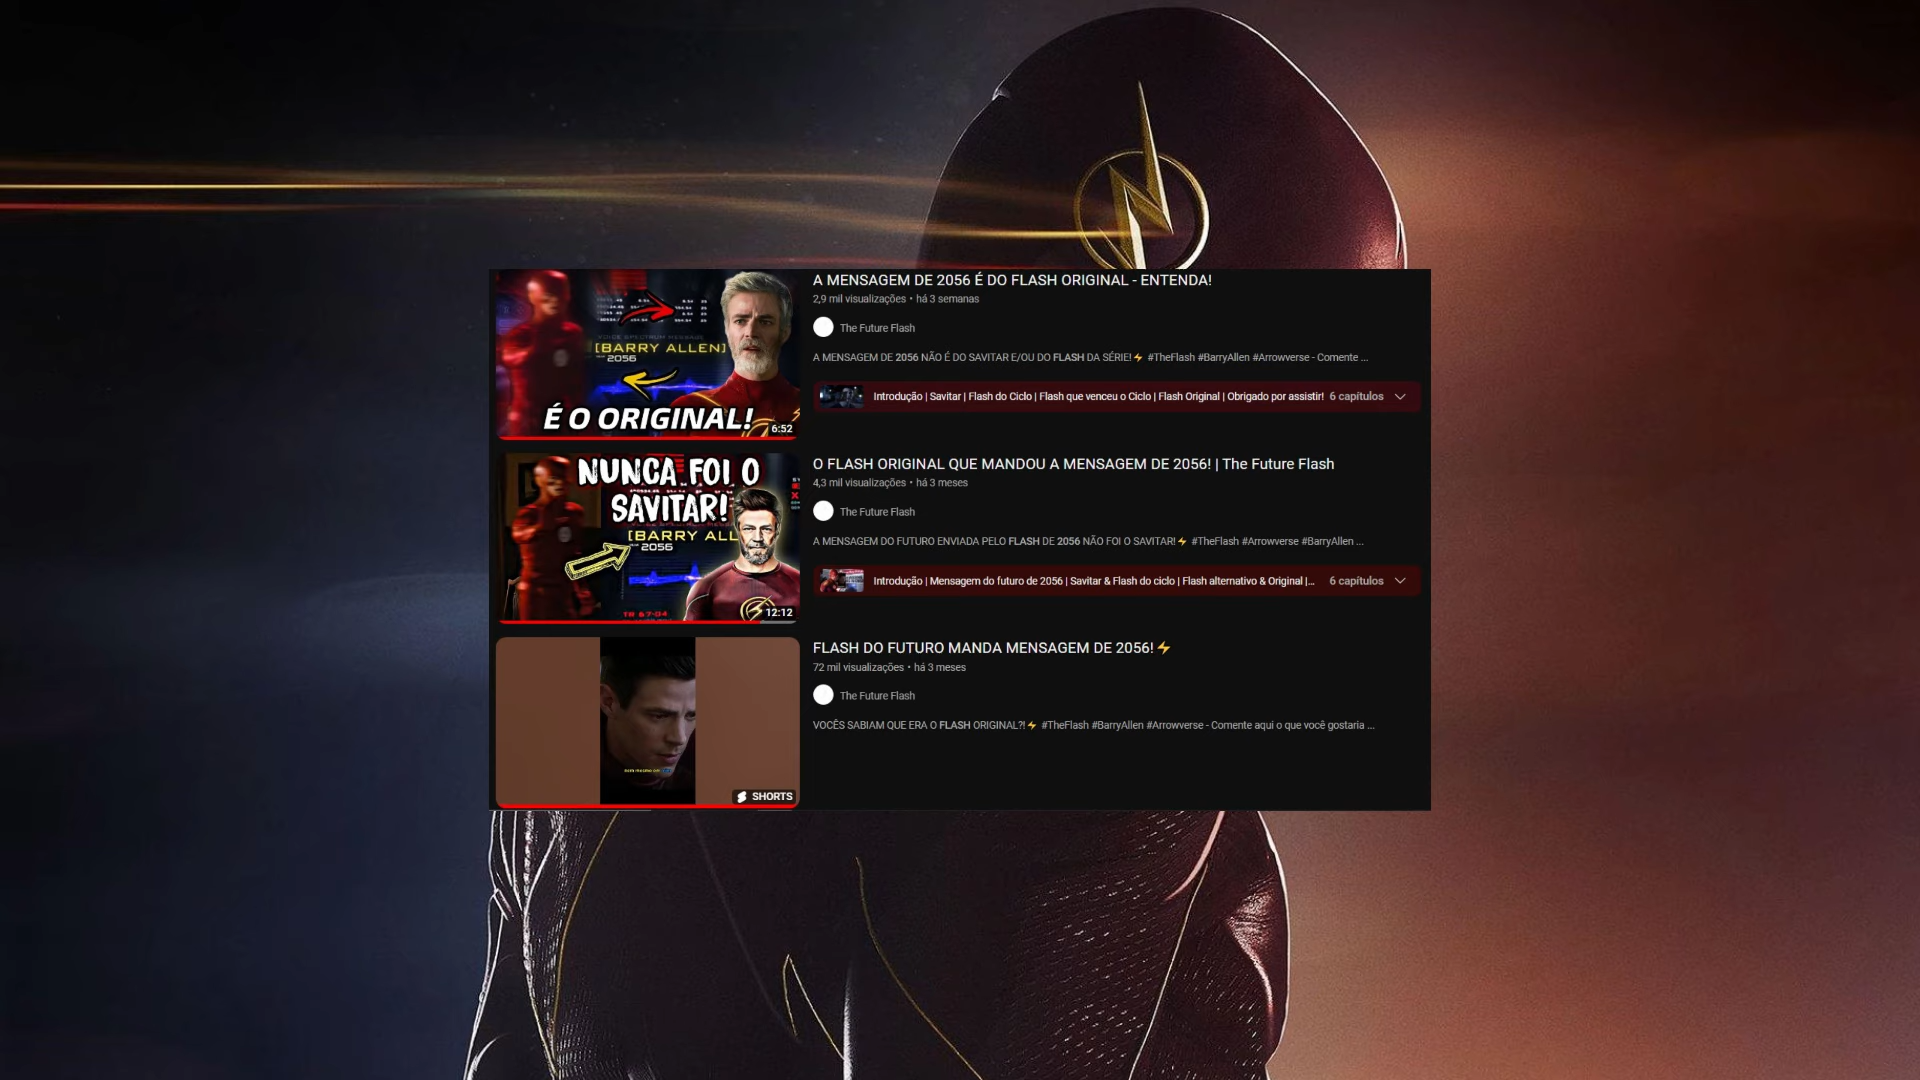 A MENSAGEM DE 2056 É DO FLASH ORIGINAL - ENTENDA!
2,9 mil visualizações • há 3 semanas
The Future Flash
A MENSAGEM DE 2056 NÃO É DO SAVITAR E/OU DO FLASH DA SÉRIE!⚡ #TheFlash #BarryAllen #Arrowverse - Comente ...
Introdução | Savitar | Flash do Ciclo | Flash que venceu o Ciclo | Flash Original | Obrigado por assistir! 6 capítulos
[BARRY ALLEN]
2056
É O ORIGINAL!
6:52
O FLASH ORIGINAL QUE MANDOU A MENSAGEM DE 2056! | The Future Flash
4,3 mil visualizações • há 3 meses
The Future Flash
A MENSAGEM DO FUTURO ENVIADA PELO FLASH DE 2056 NÃO FOI O SAVITAR!⚡ #TheFlash #Arrowverse #BarryAllen ...
Introdução | Mensagem do futuro de 2056 | Savitar & Flash do ciclo | Flash alternativo & Original |... 6 capítulos
NUNCA FOI O
SAVITAR!
[BARRY ALL
2056
12:12
FLASH DO FUTURO MANDA MENSAGEM DE 2056!⚡
72 mil visualizações • há 3 meses
The Future Flash
VOCÊS SABIAM QUE ERA O FLASH ORIGINAL?!⚡ #TheFlash #BarryAllen #Arrowverse - Comente aqui o que você gostaria ...
SHORTS